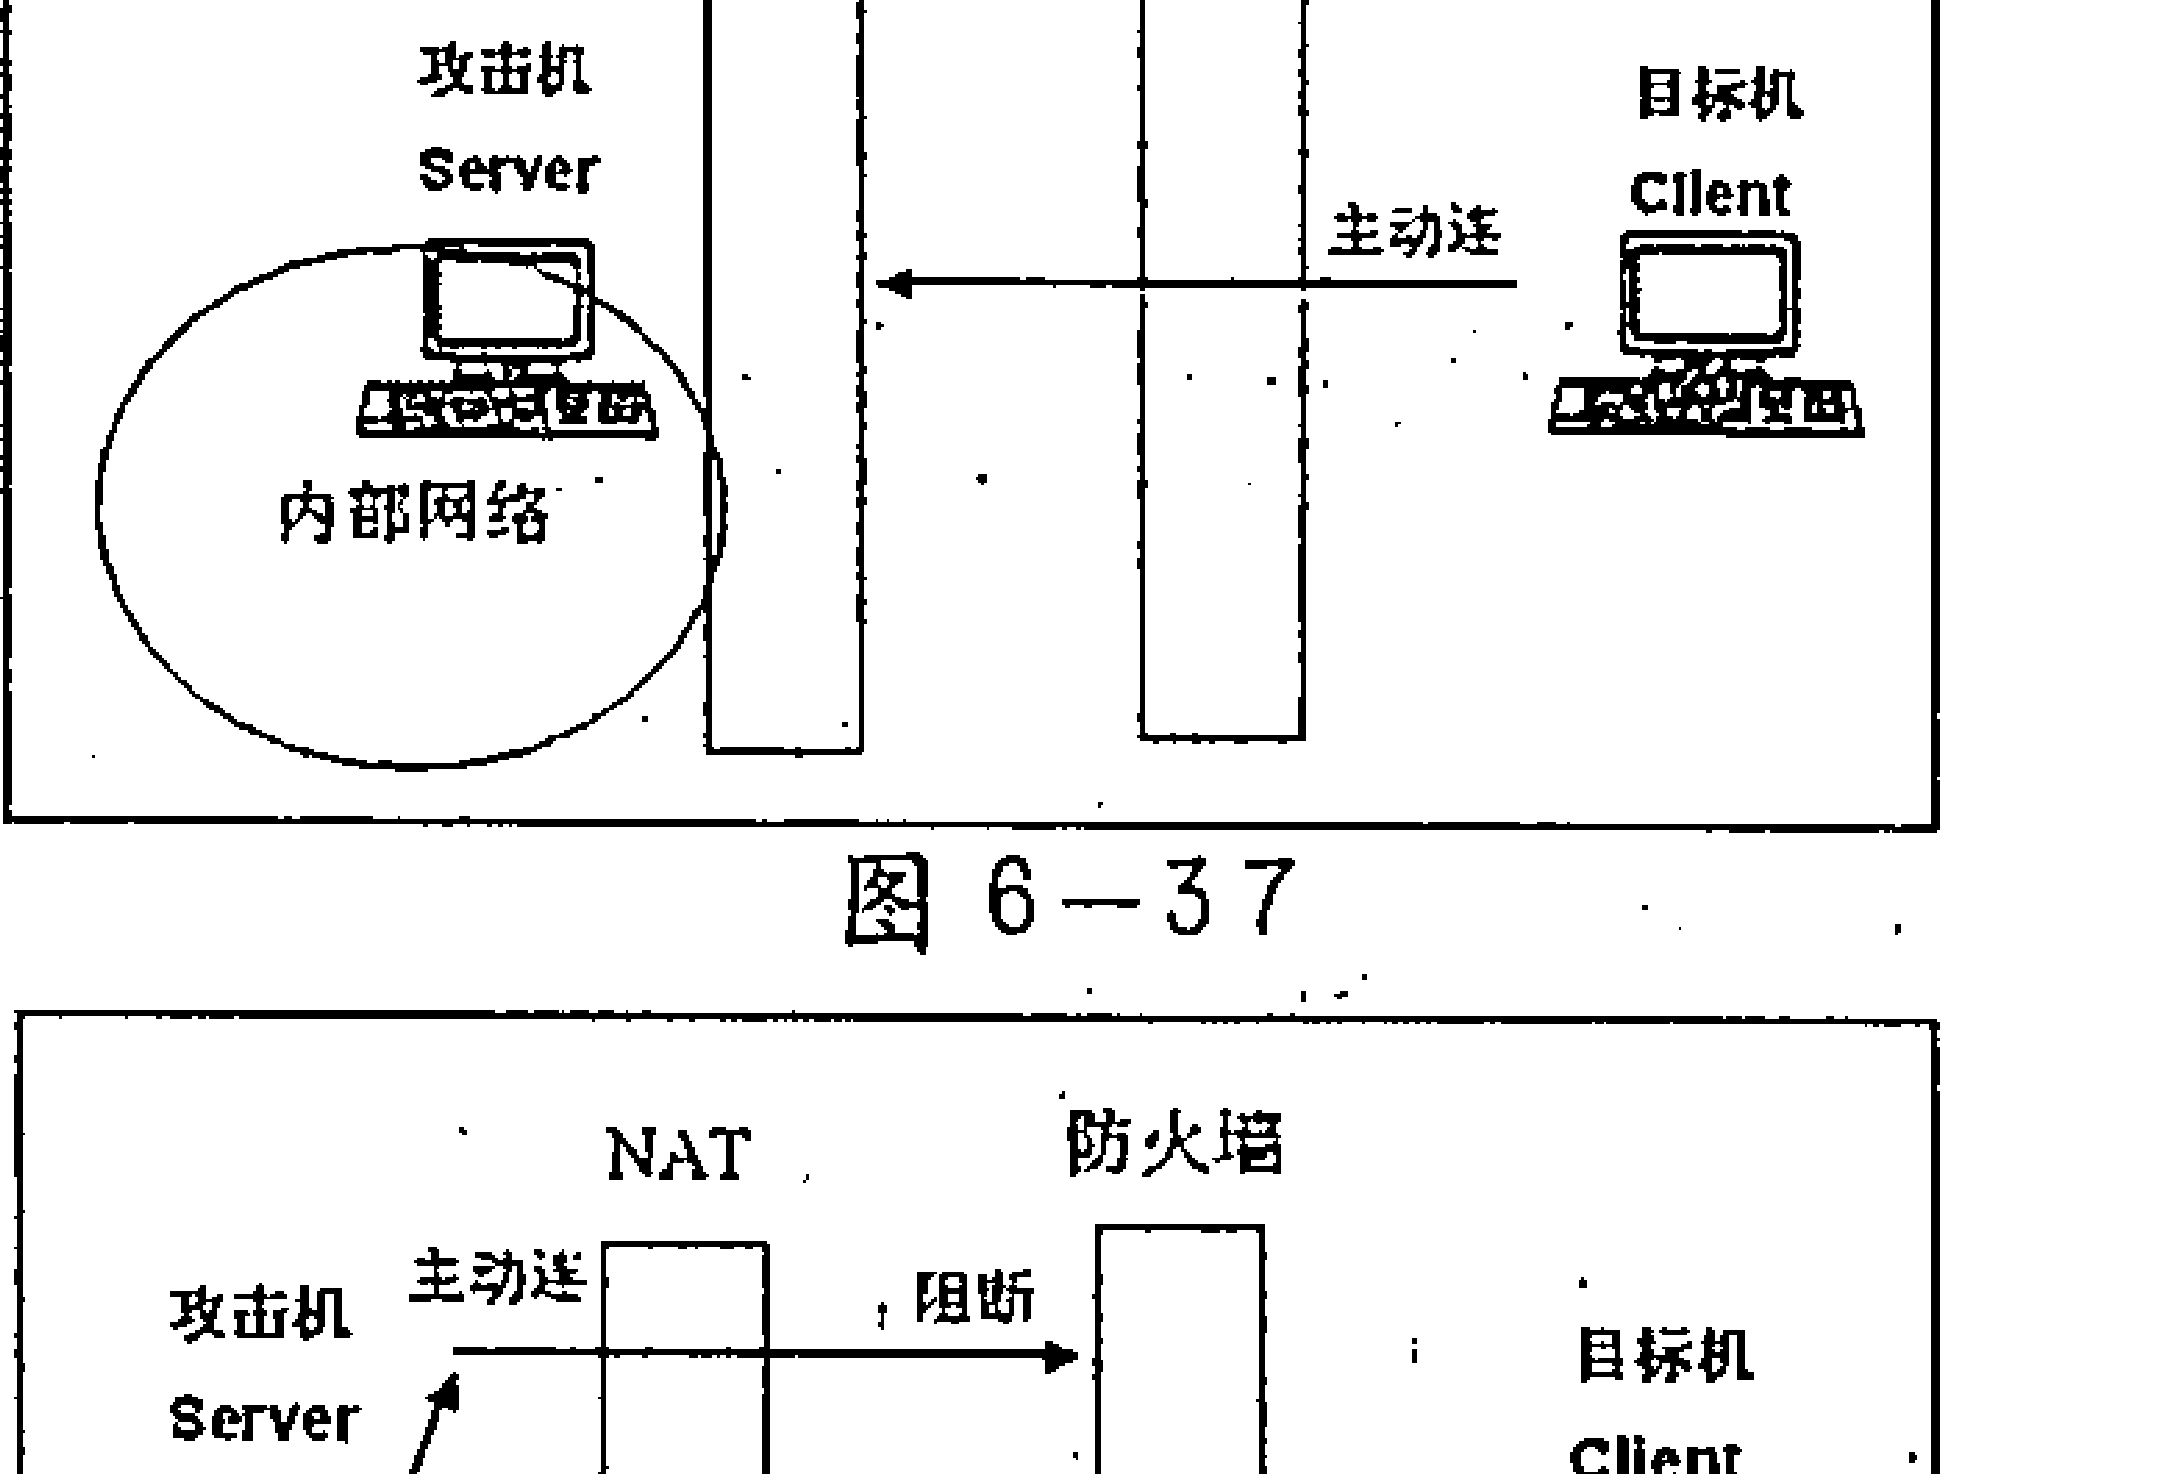 攻击机
Server
目标机
Client
主动连
内部网络
图 6—37
NAT
防火墙
主动连
阻断
攻击机
Server
目标机
Client